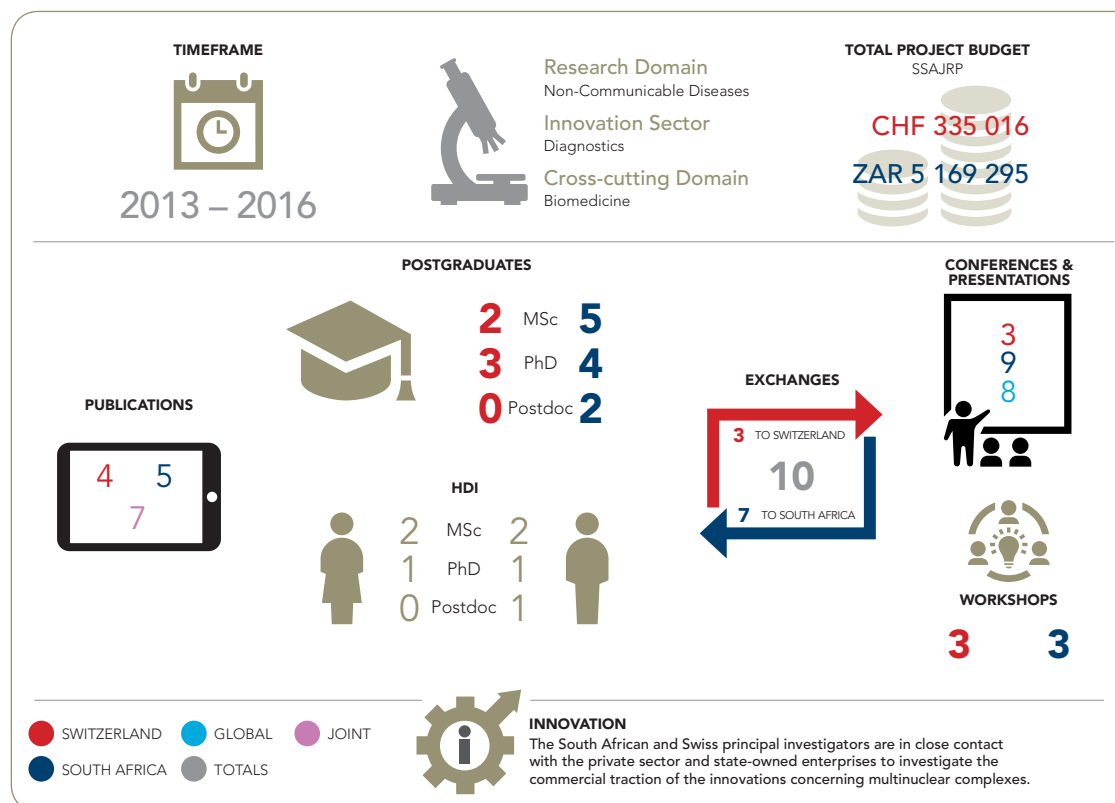 TIMEFRAME
2013 – 2016
Research Domain
Non-Communicable Diseases
Innovation Sector
Diagnostics
Cross-cutting Domain
Biomedicine
TOTAL PROJECT BUDGET
SSAJRP
CHF 335 016
ZAR 5 169 295
PUBLICATIONS
4 5
7
POSTGRADUATES
2 MSc 5
3 PhD 4
0 Postdoc 2
HDI
2 MSc 2
1 PhD 1
0 Postdoc 1
EXCHANGES
3 TO SWITZERLAND
10
7 TO SOUTH AFRICA
CONFERENCES &
PRESENTATIONS
3
9
8
WORKSHOPS
3 3
SWITZERLAND
GLOBAL
JOINT
SOUTH AFRICA
TOTALS
i
INNOVATION
The South African and Swiss principal investigators are in close contact
with the private sector and state-owned enterprises to investigate the
commercial traction of the innovations concerning multinuclear complexes.